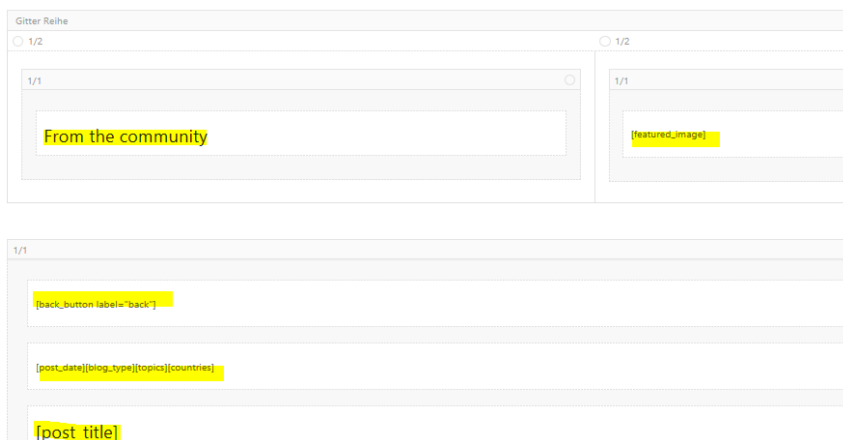 Gitter Reihe
1/2
1/2
1/1
1/1
From the community
[featured_image]
1/1
[back_button label="back"]
[post_date][blog_type][topics][countries]
[post_title]